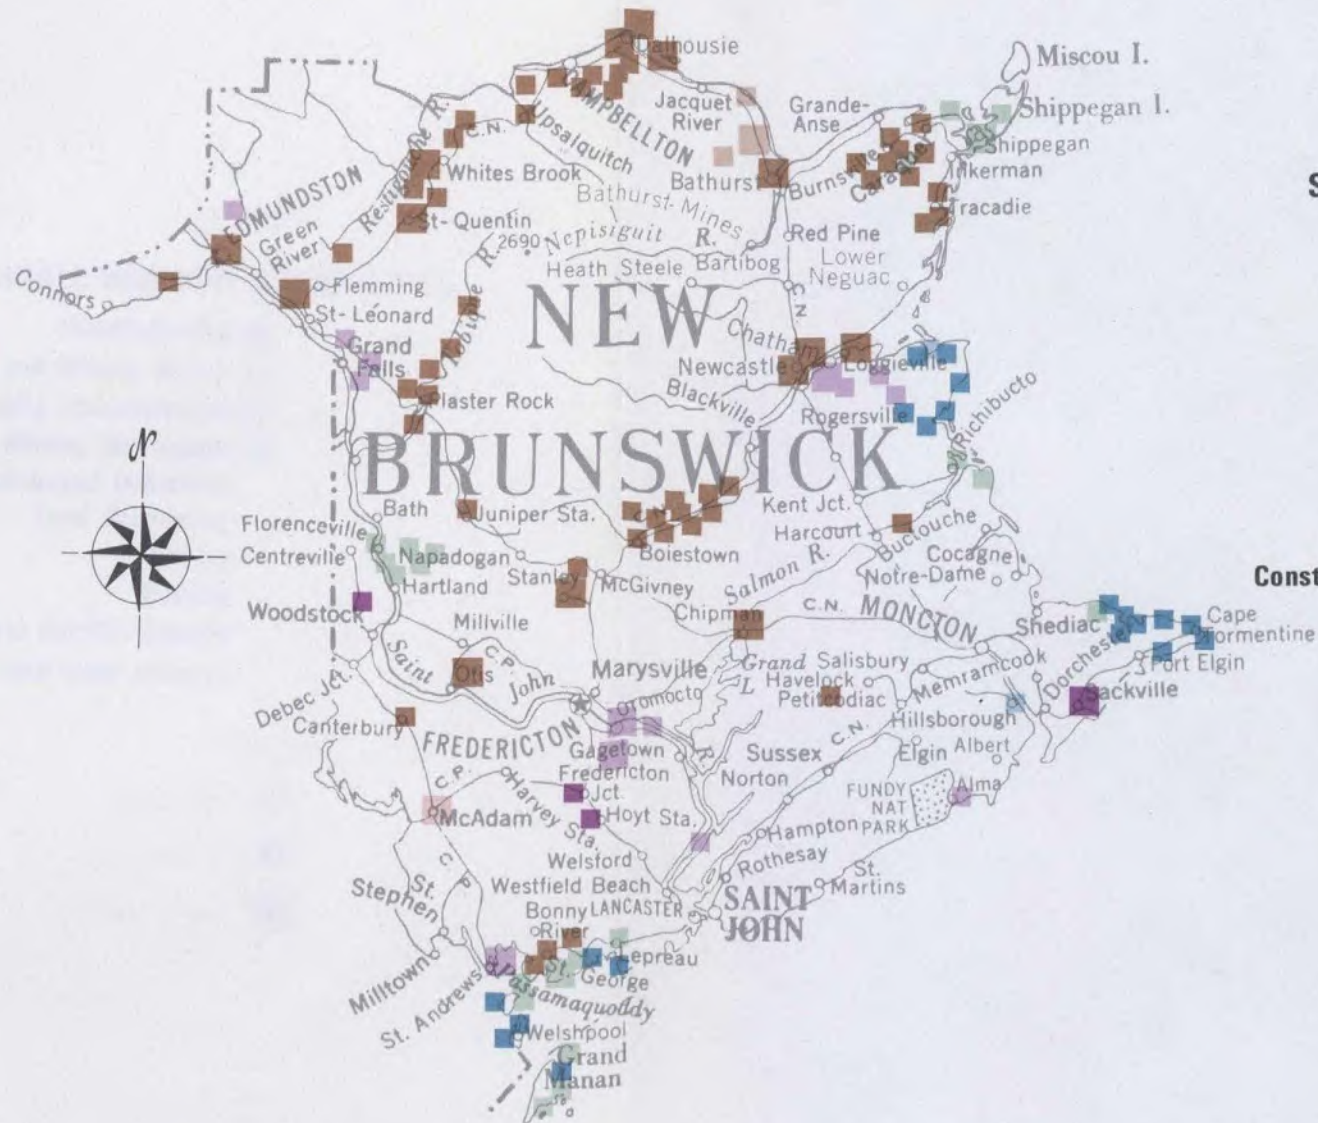 Miscou I.
Dalhousie
Shippegan I.
Jacquet
River
Grande-
Anse
CAMPBELLTON
Restigouche R.
C.N.
Upsalquitch
Shippegan
Whites Brook
Bathurst
Burnsville
Caraquet
Inkerman
EDMUNDSTON
Bathurst-Mines
Tracadie
Green
River
St-Quentin
2690
Nepisiguit R.
Red Pine
Heath Steele
Bartibog
Lower
Neguac
Connors
Flemming
Tobique R.
St-Léonard
NEW
C N
Chatham
Grand
Falls
Newcastle
Loggieville
Blackville
Plaster Rock
Rogersville
Richibucto
N
BRUNSWICK
Bath
Juniper Sta.
C.N.
Kent Jct.
Florenceville
Harcourt
Buctouche
Centreville
Napadogan
Boiestown
Cocagne
Hartland
Stanley
McGivney
Salmon R.
Notre-Dame
Const
Woodstock
Chipman
C.N.
MONCTON
Cape
Tormentine
Millville
Shediac
C.P.
Dorchester
Port Elgin
Saint John R.
Marysville
Grand
L
Salisbury
Havelock
Petitcodiac
Memramcook
Otis
Sackville
Debec Jct.
Oromocto
Canterbury
Hillsborough
FREDERICTON
Gagetown
Sussex
C.N.
Elgin
Albert
C.P.
Fredericton
Jct.
Norton
FUNDY
NAT
PARK
Alma
McAdam
Harvey Sta.
Hoyt Sta.
Hampton
Welsford
Rothesay
C P
St.
Martins
St.
Stephen
Westfield Beach
SAINT
JOHN
Bonny
River
LANCASTER
Lepreau
St. George
Milltown
St. Andrews
Passamaquoddy
Welshpool
Grand
Manan
S